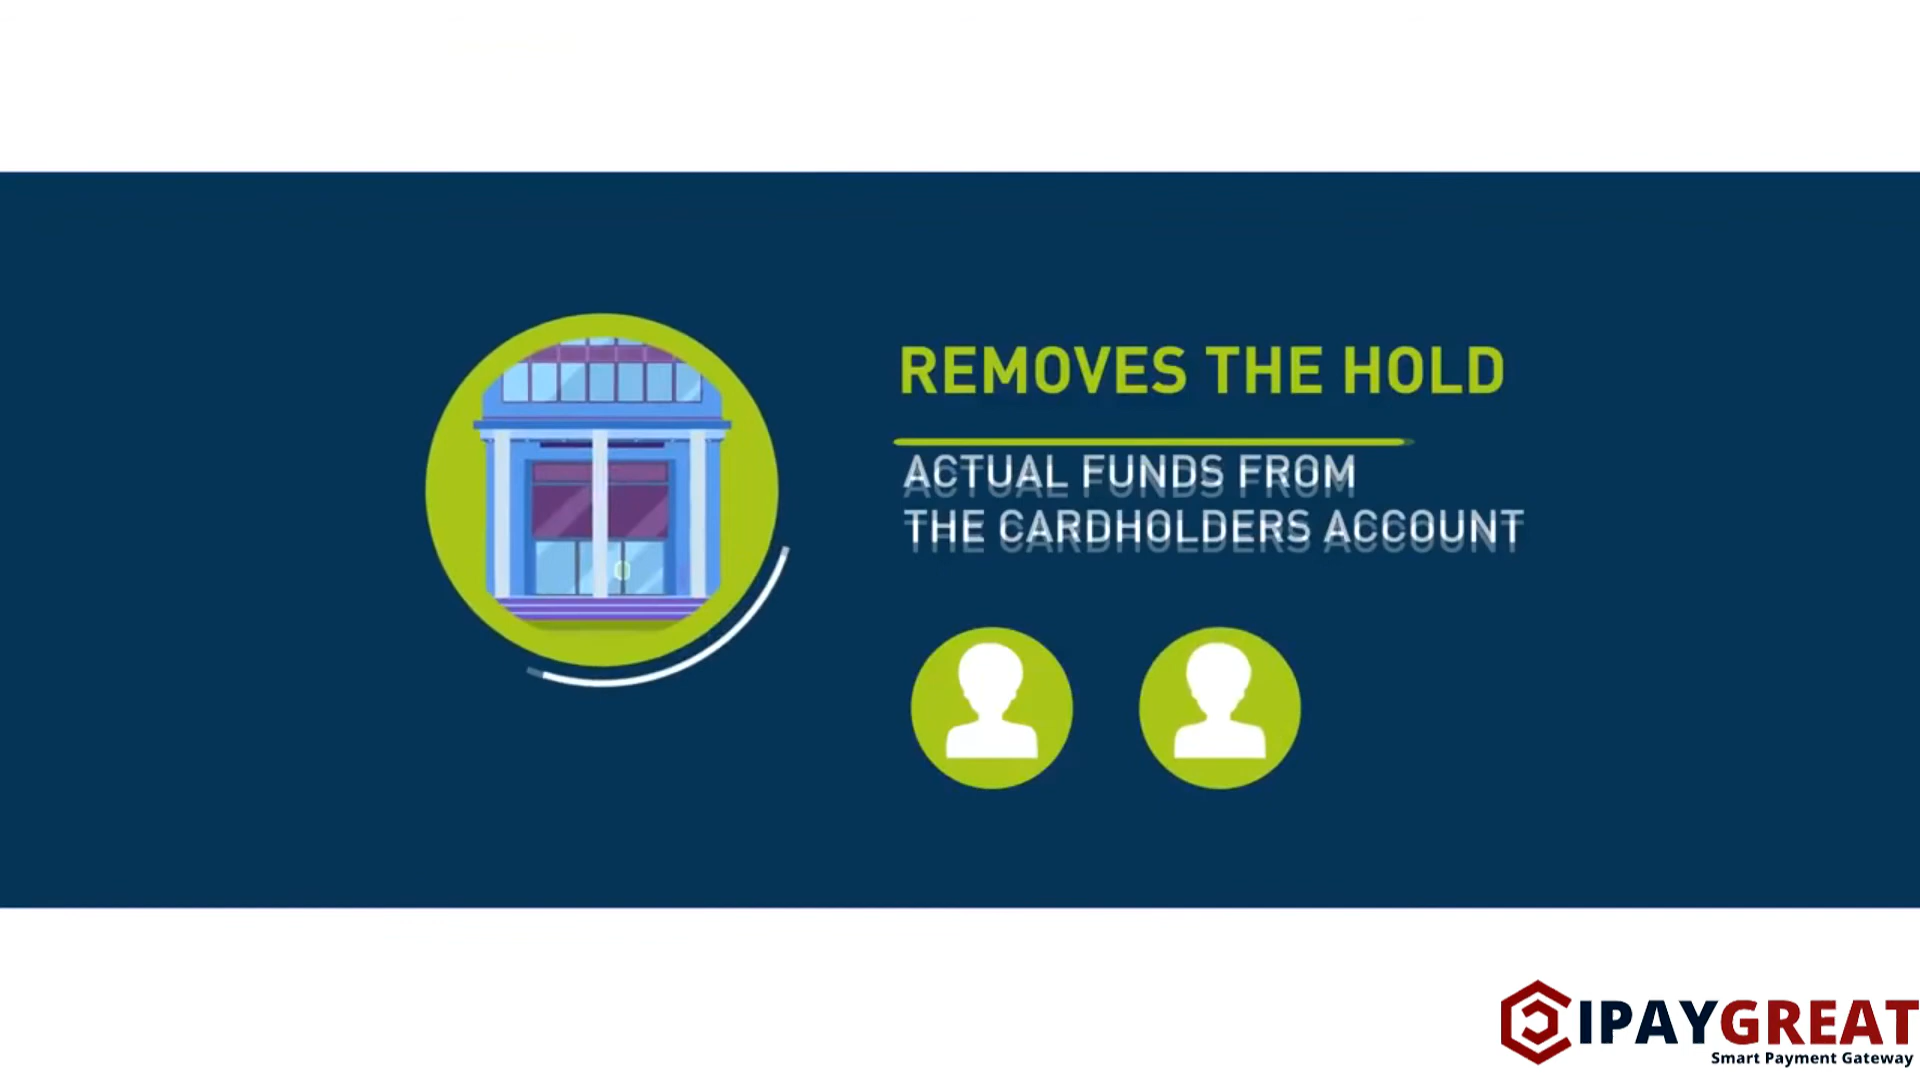 REMOVES THE HOLD
ACTUAL FUNDS FROM
THE CARDHOLDERS ACCOUNT
IPAYGREAT
Smart Payment Gateway